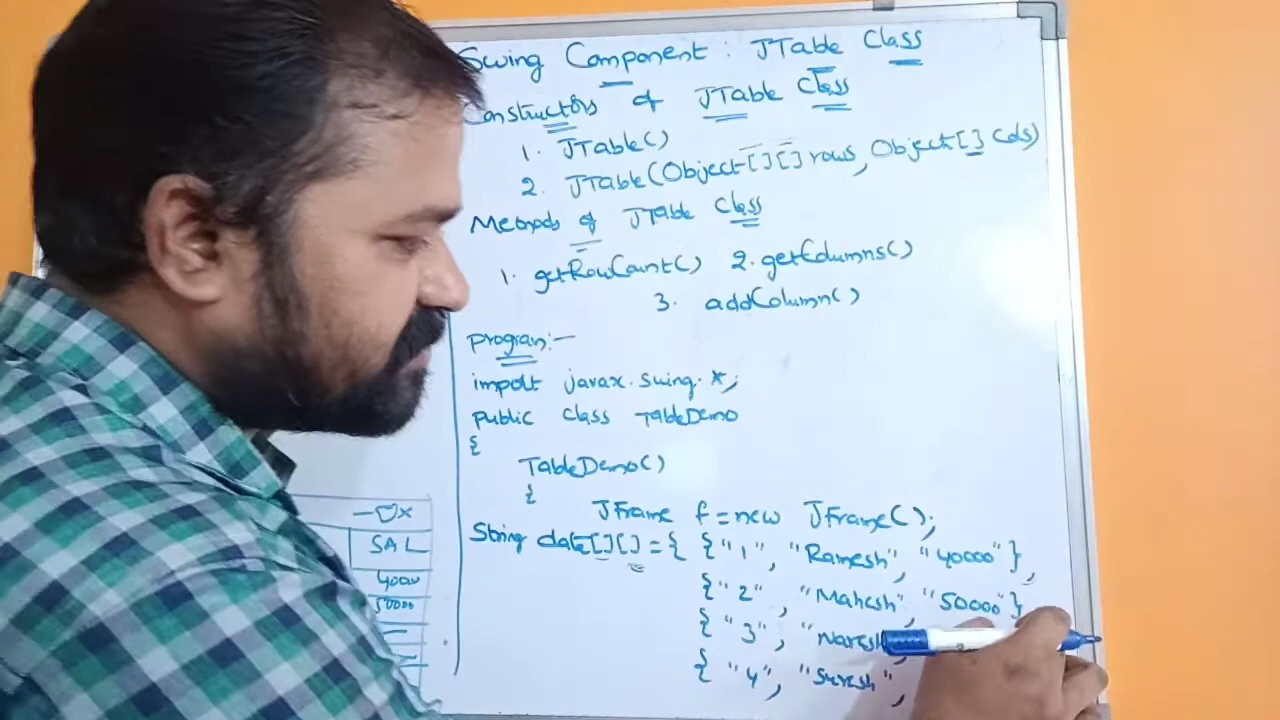 Swing Component : JTable Class
Constructors of JTable Class
1. JTable()
2. JTable(Object[][] rows, Object[] cols)
Methods of JTable Class
1. getRowCount() 2. getColumns()
3. addColumn()
program:-
import javax.swing.*;
public class TableDemo
{
TableDemo()
{
JFrame f=new JFrame();
String data[][] = { {"1", "Ramesh", "40000"},
{"2", "Mahesh", "50000"}
{"3", "Naresh",
{"4", "Suresh",
SAL
50000